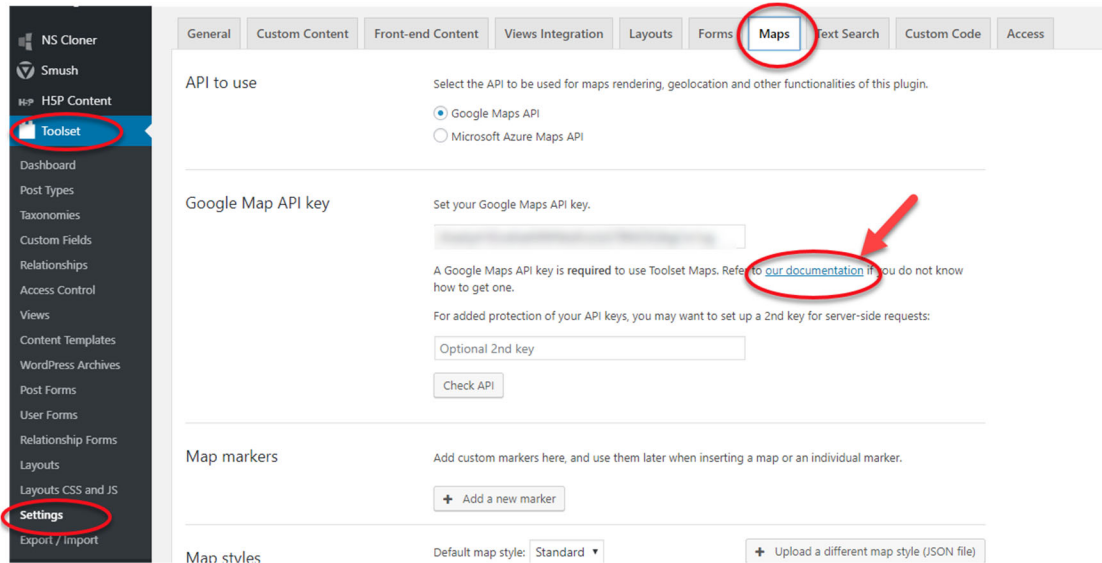 NS Cloner
Smush
H-P H5P Content
Toolset
Dashboard
Post Types
Taxonomies
Custom Fields
Relationships
Access Control
Views
Content Templates
WordPress Archives
Post Forms
User Forms
Relationship Forms
Layouts
Layouts CSS and JS
Settings
Export / Import
General Custom Content Front-end Content Views Integration Layouts Forms Maps Text Search Custom Code Access
API to use
Select the API to be used for maps rendering, geolocation and other functionalities of this plugin.
Google Maps API
Microsoft Azure Maps API
Google Map API key
Set your Google Maps API key.
A Google Maps API key is required to use Toolset Maps. Refer to our documentation if you do not know
how to get one.
For added protection of your API keys, you may want to set up a 2nd key for server-side requests:
Optional 2nd key
Check API
Map markers
Add custom markers here, and use them later when inserting a map or an individual marker.
+ Add a new marker
Map styles
Default map style: Standard
+ Upload a different map style (JSON file)